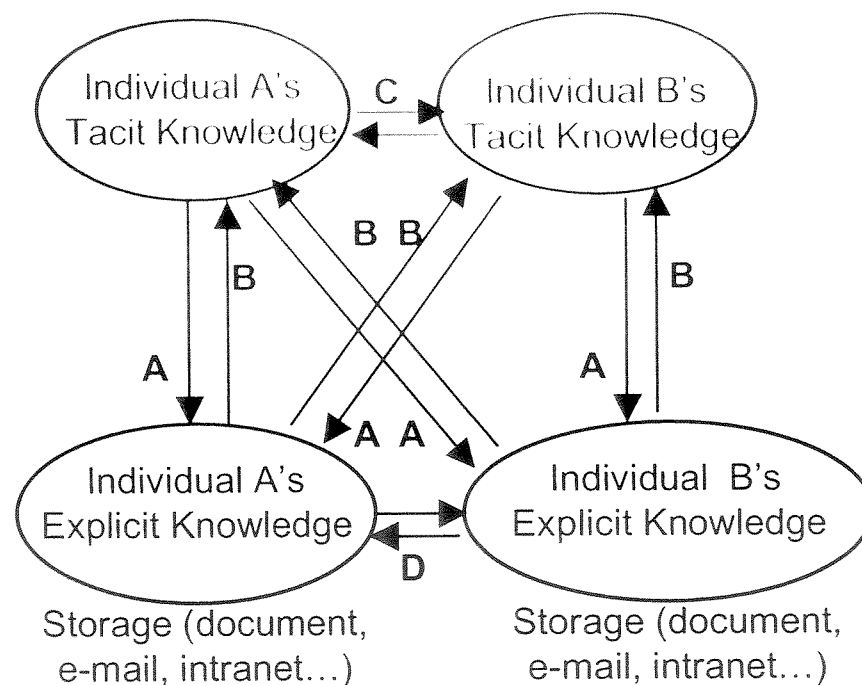 Individual A's
Tacit Knowledge
C
Individual B's
Tacit Knowledge
B B
B
B
A
A
A A
Individual A's
Explicit Knowledge
Individual B's
Explicit Knowledge
D
Storage (document,
e-mail, intranet...)
Storage (document,
e-mail, intranet...)